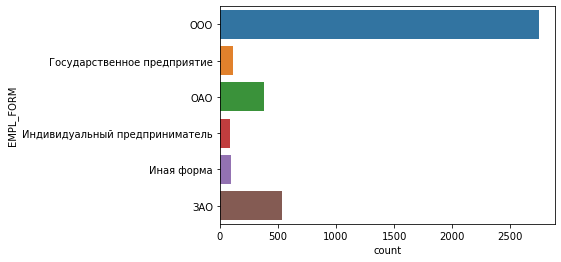 ООО
Государственное предприятие
ОАО
Индивидуальный предприниматель
Иная форма
ЗАО
EMPL_FORM
0 500 1000 1500 2000 2500
count